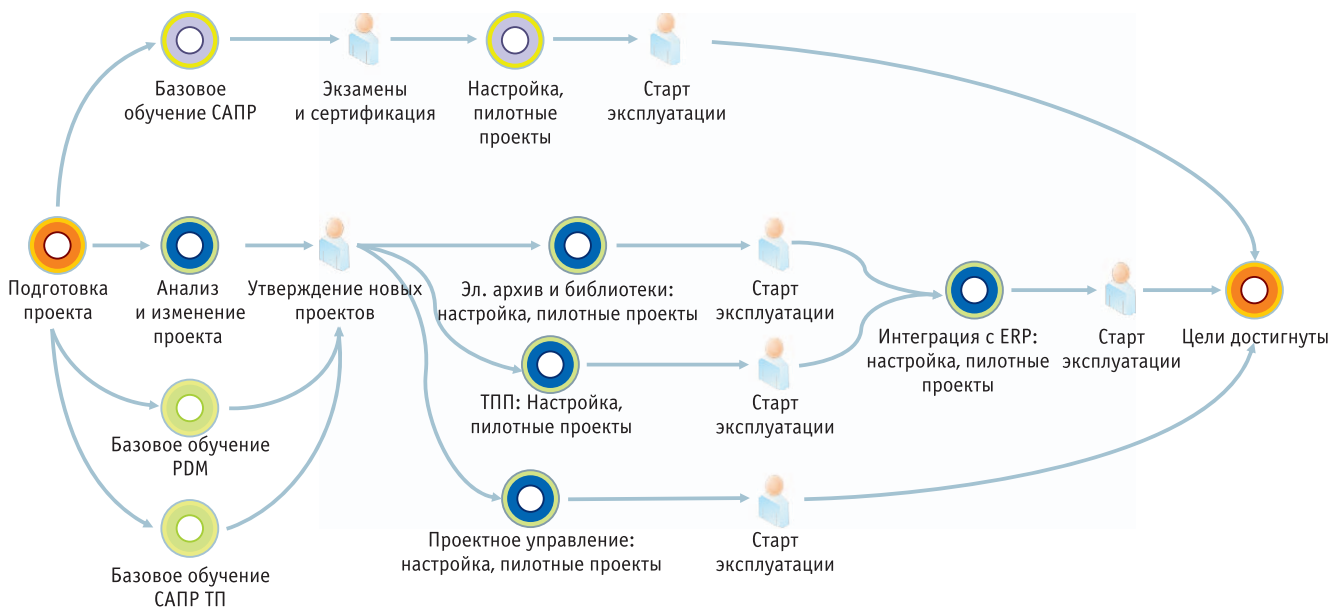 Базовое
обучение САПР
Экзамены
и сертификация
Настройка,
пилотные
проекты
Старт
эксплуатации
Подготовка
проекта
Анализ
и изменение
проекта
Утверждение новых
проектов
Эл. архив и библиотеки:
настройка, пилотные проекты
Старт
эксплуатации
Интеграция с ERP:
настройка, пилотные
проекты
Старт
эксплуатации
Цели достигнуты
ТПП: Настройка,
пилотные проекты
Старт
эксплуатации
Базовое обучение
PDM
Проектное управление:
настройка, пилотные проекты
Старт
эксплуатации
Базовое обучение
САПР ТП